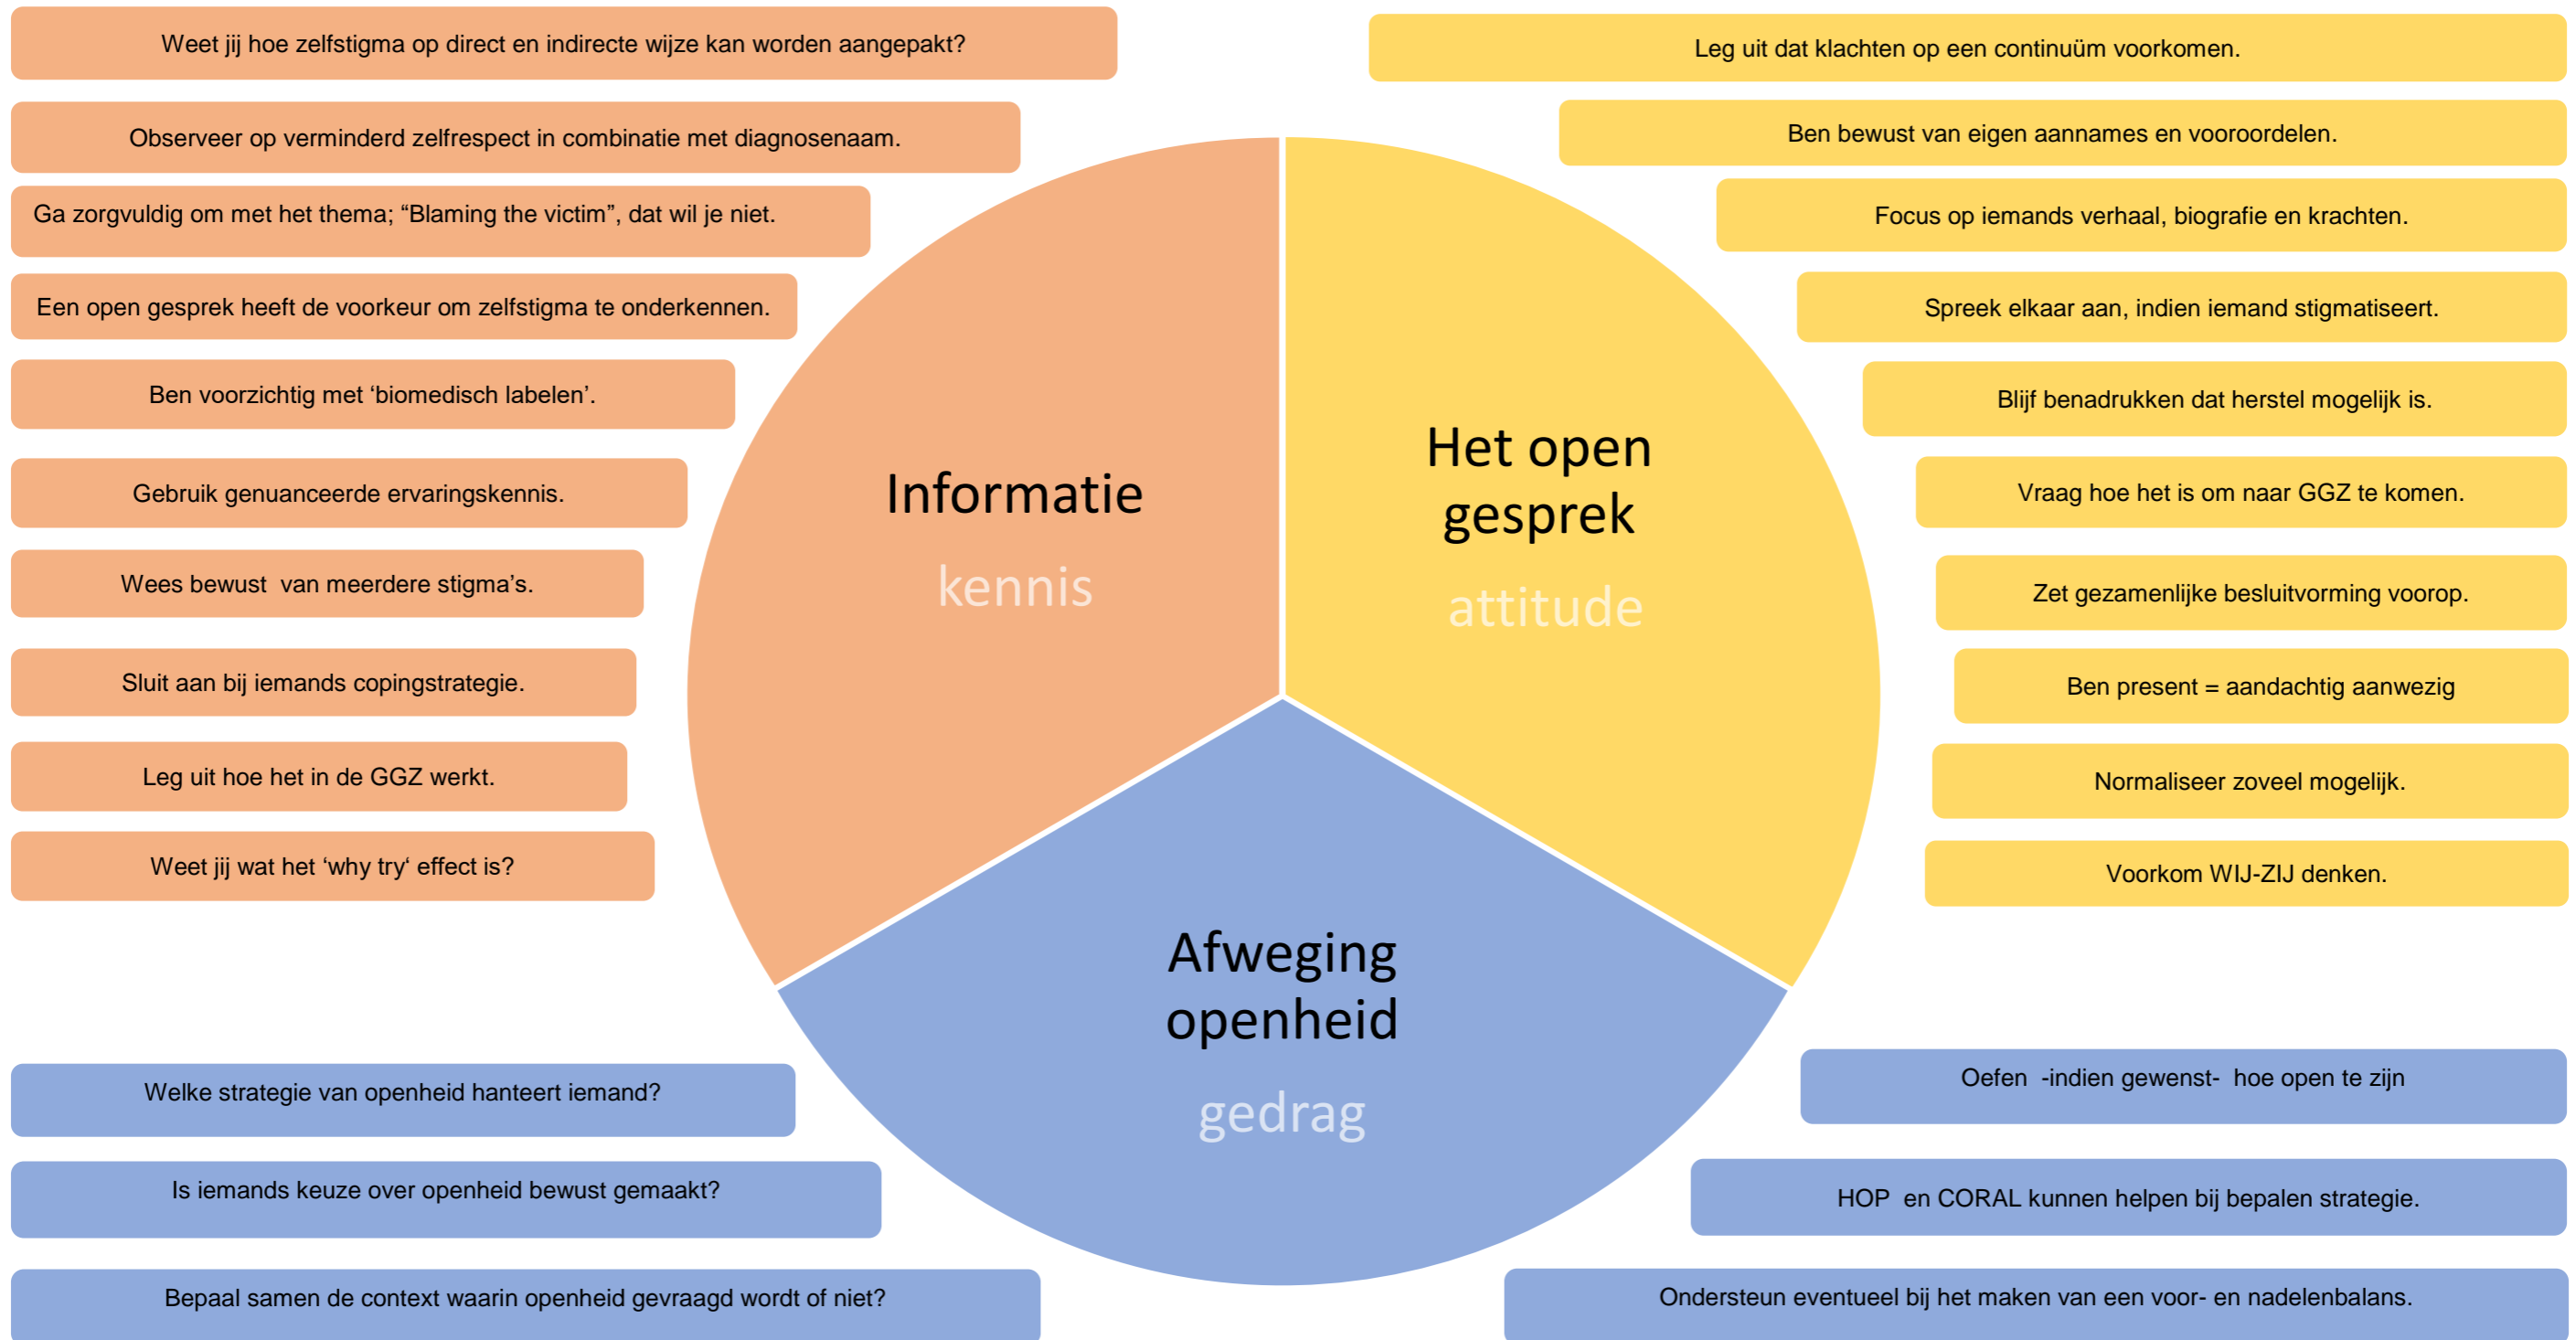 Weet jij hoe zelfstigma op direct en indirecte wijze kan worden aangepakt?
Observeer op verminderd zelfrespect in combinatie met diagnosenaam.
Ga zorgvuldig om met het thema; “Blaming the victim”, dat wil je niet.
Een open gesprek heeft de voorkeur om zelfstigma te onderkennen.
Ben voorzichtig met ‘biomedisch labelen’.
Gebruik genuanceerde ervaringskennis.
Wees bewust  van meerdere stigma’s.
Sluit aan bij iemands copingstrategie.
Leg uit hoe het in de GGZ werkt.
Weet jij wat het ‘why try‘ effect is?
Informatie
kennis
Het open
gesprek
attitude
Leg uit dat klachten op een continuüm voorkomen.
Ben bewust van eigen aannames en vooroordelen.
Focus op iemands verhaal, biografie en krachten.
Spreek elkaar aan, indien iemand stigmatiseert.
Blijf benadrukken dat herstel mogelijk is.
Vraag hoe het is om naar GGZ te komen.
Zet gezamenlijke besluitvorming voorop.
Ben present = aandachtig aanwezig
Normaliseer zoveel mogelijk.
Voorkom WIJ-ZIJ denken.
Afweging
openheid
gedrag
Welke strategie van openheid hanteert iemand?
Is iemands keuze over openheid bewust gemaakt?
Bepaal samen de context waarin openheid gevraagd wordt of niet?
Oefen  -indien gewenst-  hoe open te zijn
HOP  en CORAL kunnen helpen bij bepalen strategie.
Ondersteun eventueel bij het maken van een voor- en nadelenbalans.